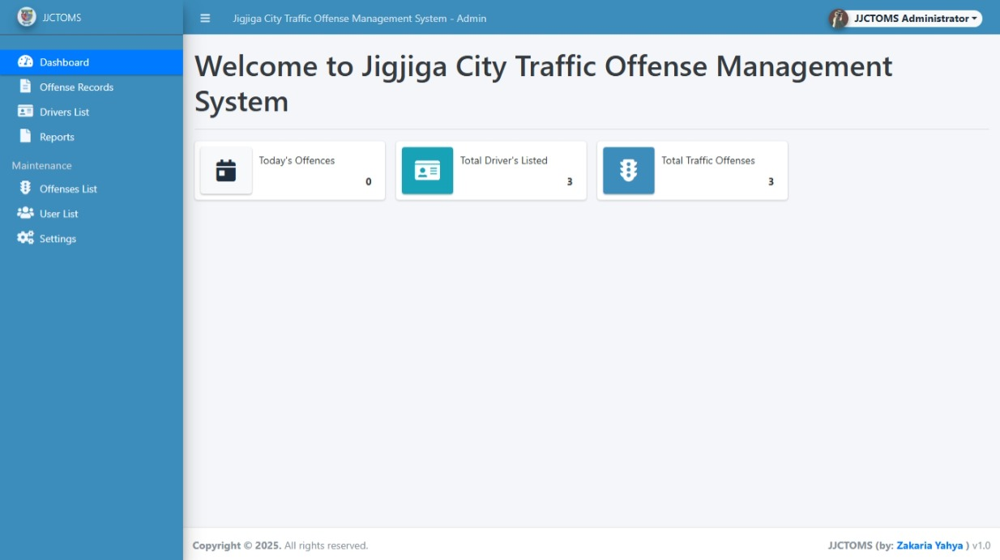 JJCTOMS
Jigjiga City Traffic Offense Management System - Admin
JJCTOMS Administrator
Dashboard
Offense Records
Drivers List
Reports
Maintenance
Offenses List
User List
Settings
Welcome to Jigjiga City Traffic Offense Management
System
Today's Offences
0
Total Driver's Listed
3
Total Traffic Offenses
3
Copyright © 2025. All rights reserved.
JJCTOMS (by: Zakaria Yahya ) v1.0